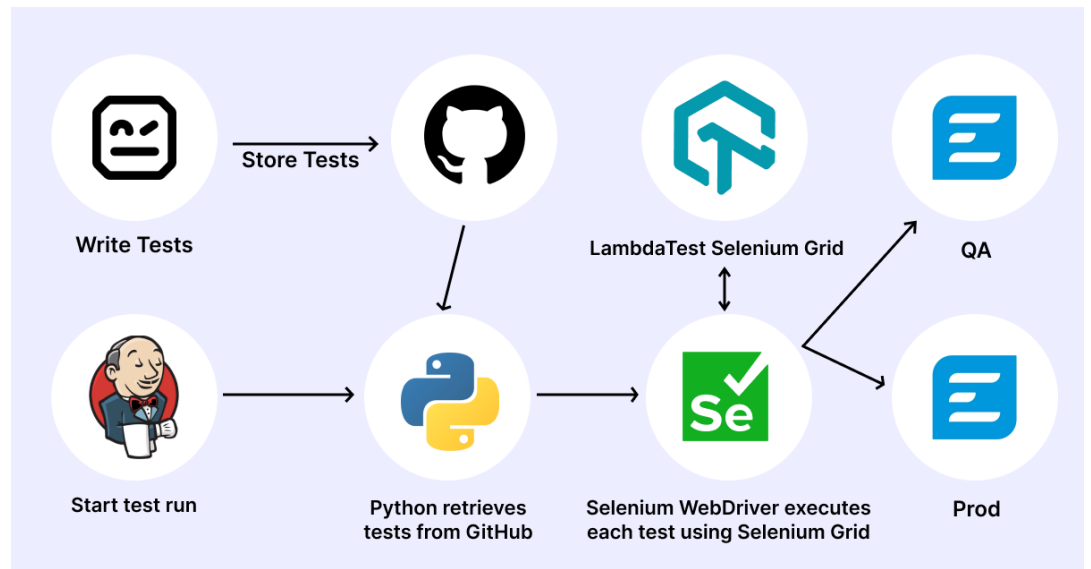 Store Tests
Write Tests
LambdaTest Selenium Grid
QA
Se
Start test run
Python retrieves
tests from GitHub
Selenium WebDriver executes
each test using Selenium Grid
Prod